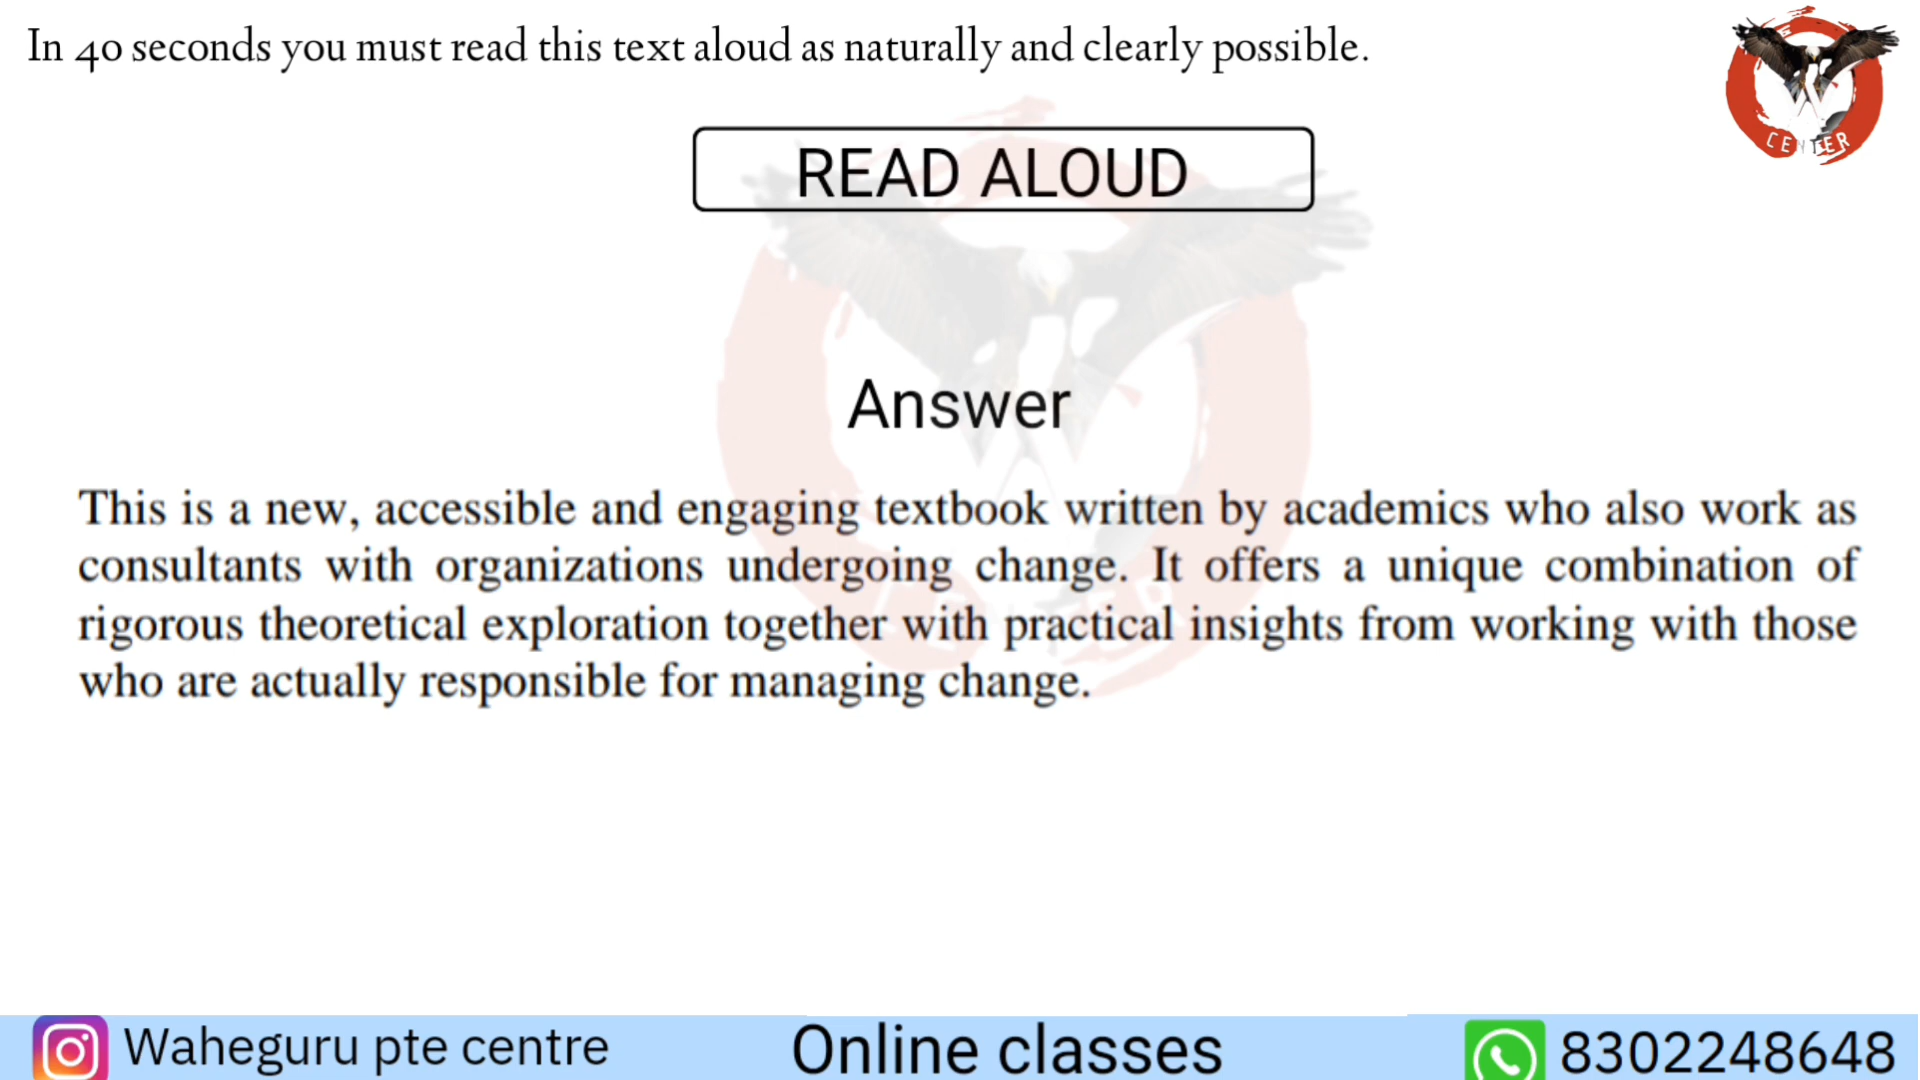 In 40 seconds you must read this text aloud as naturally and clearly possible.
CENTER
READ ALOUD
Answer
This is a new, accessible and engaging textbook written by academics who also work as
consultants with organizations undergoing change. It offers a unique combination of
rigorous theoretical exploration together with practical insights from working with those
who are actually responsible for managing change.
Waheguru pte centre
Online classes
8302248648